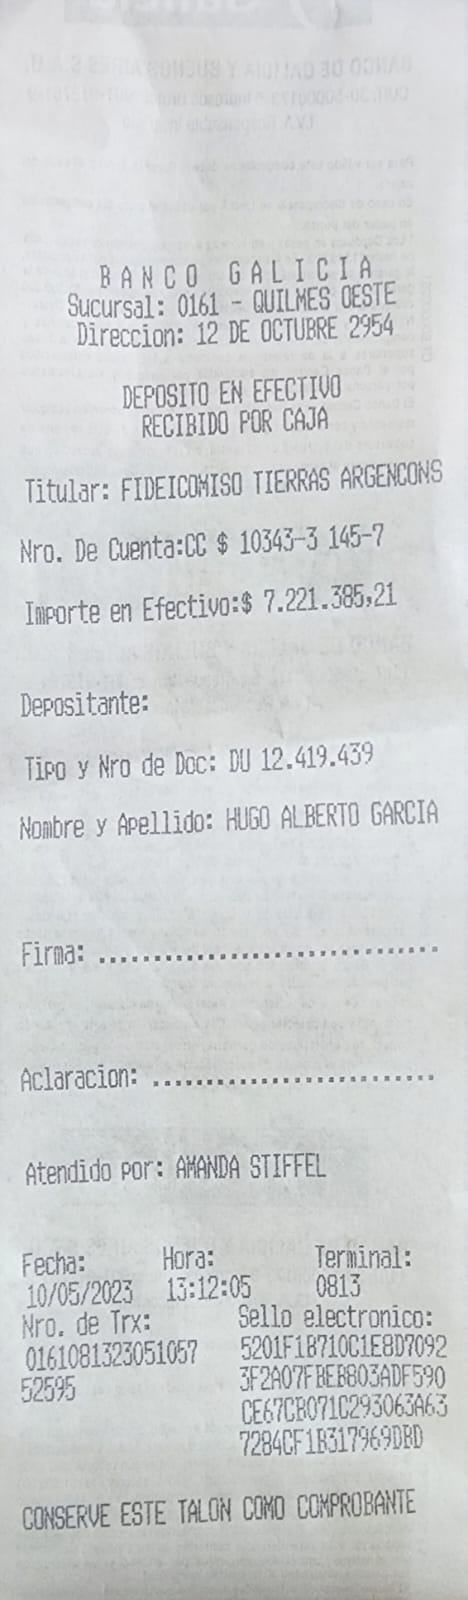 BANCO GALICIA
Sucursal: 0161 - QUILMES OESTE
Direccion: 12 DE OCTUBRE 2954
DEPOSITO EN EFECTIVO
RECIBIDO POR CAJA
Titular: FIDEICOMISO TIERRAS ARGENCONS
Nro. De Cuenta:CC $ 10343-3 145-7
Importe en Efectivo:$ 7.221.385,21
Depositante:
Tipo y Nro de Doc: DU 12.419.439
Nombre y Apellido: HUGO ALBERTO GARCIA
Firma: ...............................
Aclaracion: ..........................
Atendido por: AMANDA STIFFEL
Fecha: Hora: Terminal:
10/05/2023 13:12:05 0813
Nro. de Trx: Sello electronico:
0161081323051057 5201F1B710C1E8D7092
52595 3F2A07FBEB803ADF590
CE67CB071C293063A63
7284CF1B317969DBD
CONSERVE ESTE TALON COMO COMPROBANTE